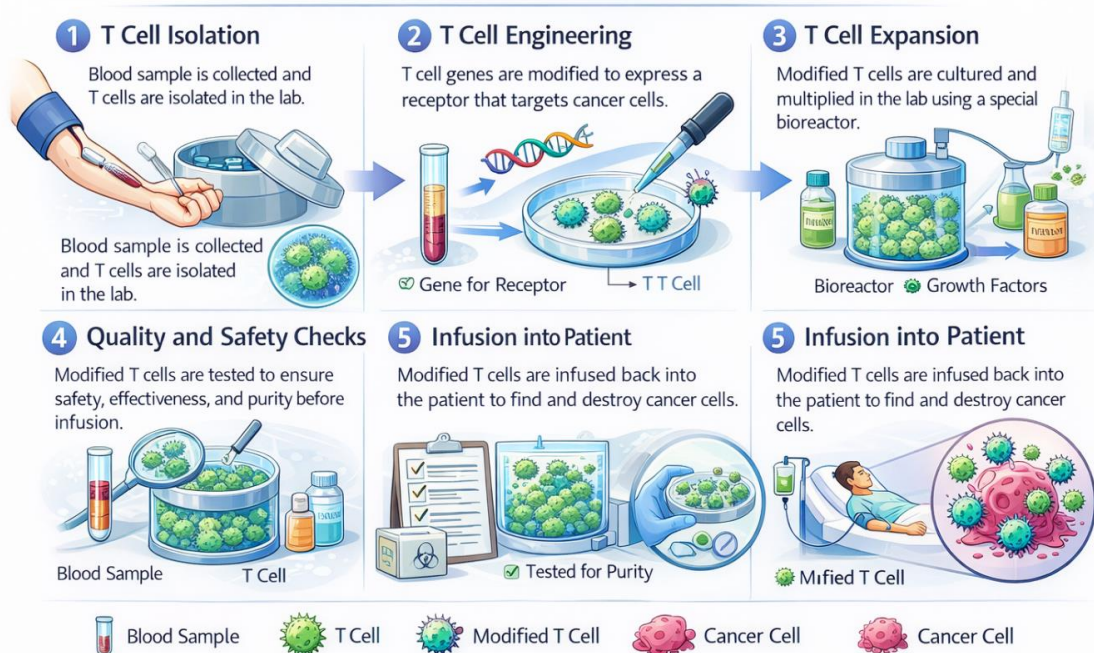 1 T Cell Isolation
Blood sample is collected and
T cells are isolated in the lab.
Blood sample is collected
and T cells are isolated
in the lab.
2 T Cell Engineering
T cell genes are modified to express a
receptor that targets cancer cells.
Gene for Receptor
T T Cell
3 T Cell Expansion
Modified T cells are cultured and
multiplied in the lab using a special
bioreactor.
Bioreactor
Growth Factors
4 Quality and Safety Checks
Modified T cells are tested to ensure
safety, effectiveness, and purity before
infusion.
Blood Sample
T Cell
5 Infusion into Patient
Modified T cells are infused back into
the patient to find and destroy cancer cells.
Tested for Purity
5 Infusion into Patient
Modified T cells are infused back into
the patient to find and destroy cancer
cells.
Mıfied T Cell
Blood Sample
T Cell
Modified T Cell
Cancer Cell
Cancer Cell